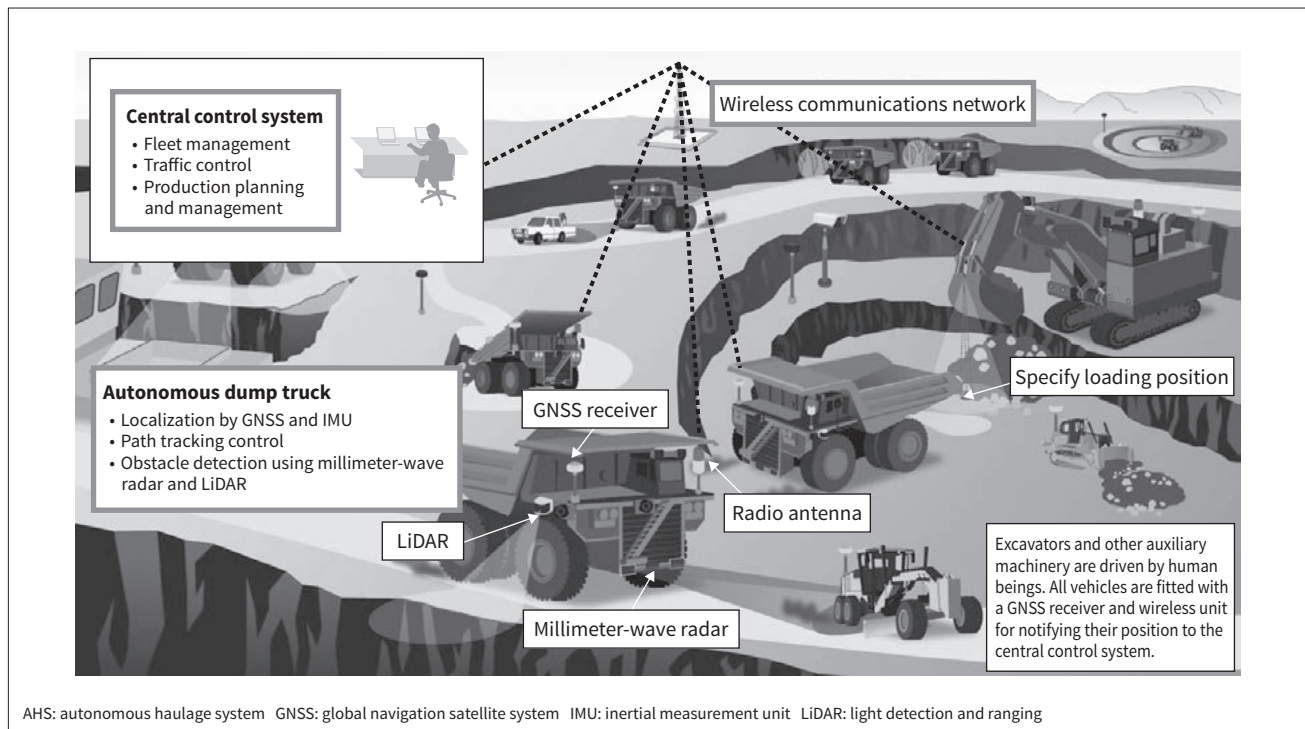 Central control system
• Fleet management
• Traffic control
• Production planning
and management
Wireless communications network
Autonomous dump truck
• Localization by GNSS and IMU
• Path tracking control
• Obstacle detection using millimeter-wave
radar and LiDAR
GNSS receiver
Specify loading position
LiDAR
Radio antenna
Millimeter-wave radar
Excavators and other auxiliary
machinery are driven by human
beings. All vehicles are fitted with
a GNSS receiver and wireless unit
for notifying their position to the
central control system.
AHS: autonomous haulage system GNSS: global navigation satellite system IMU: inertial measurement unit LiDAR: light detection and ranging